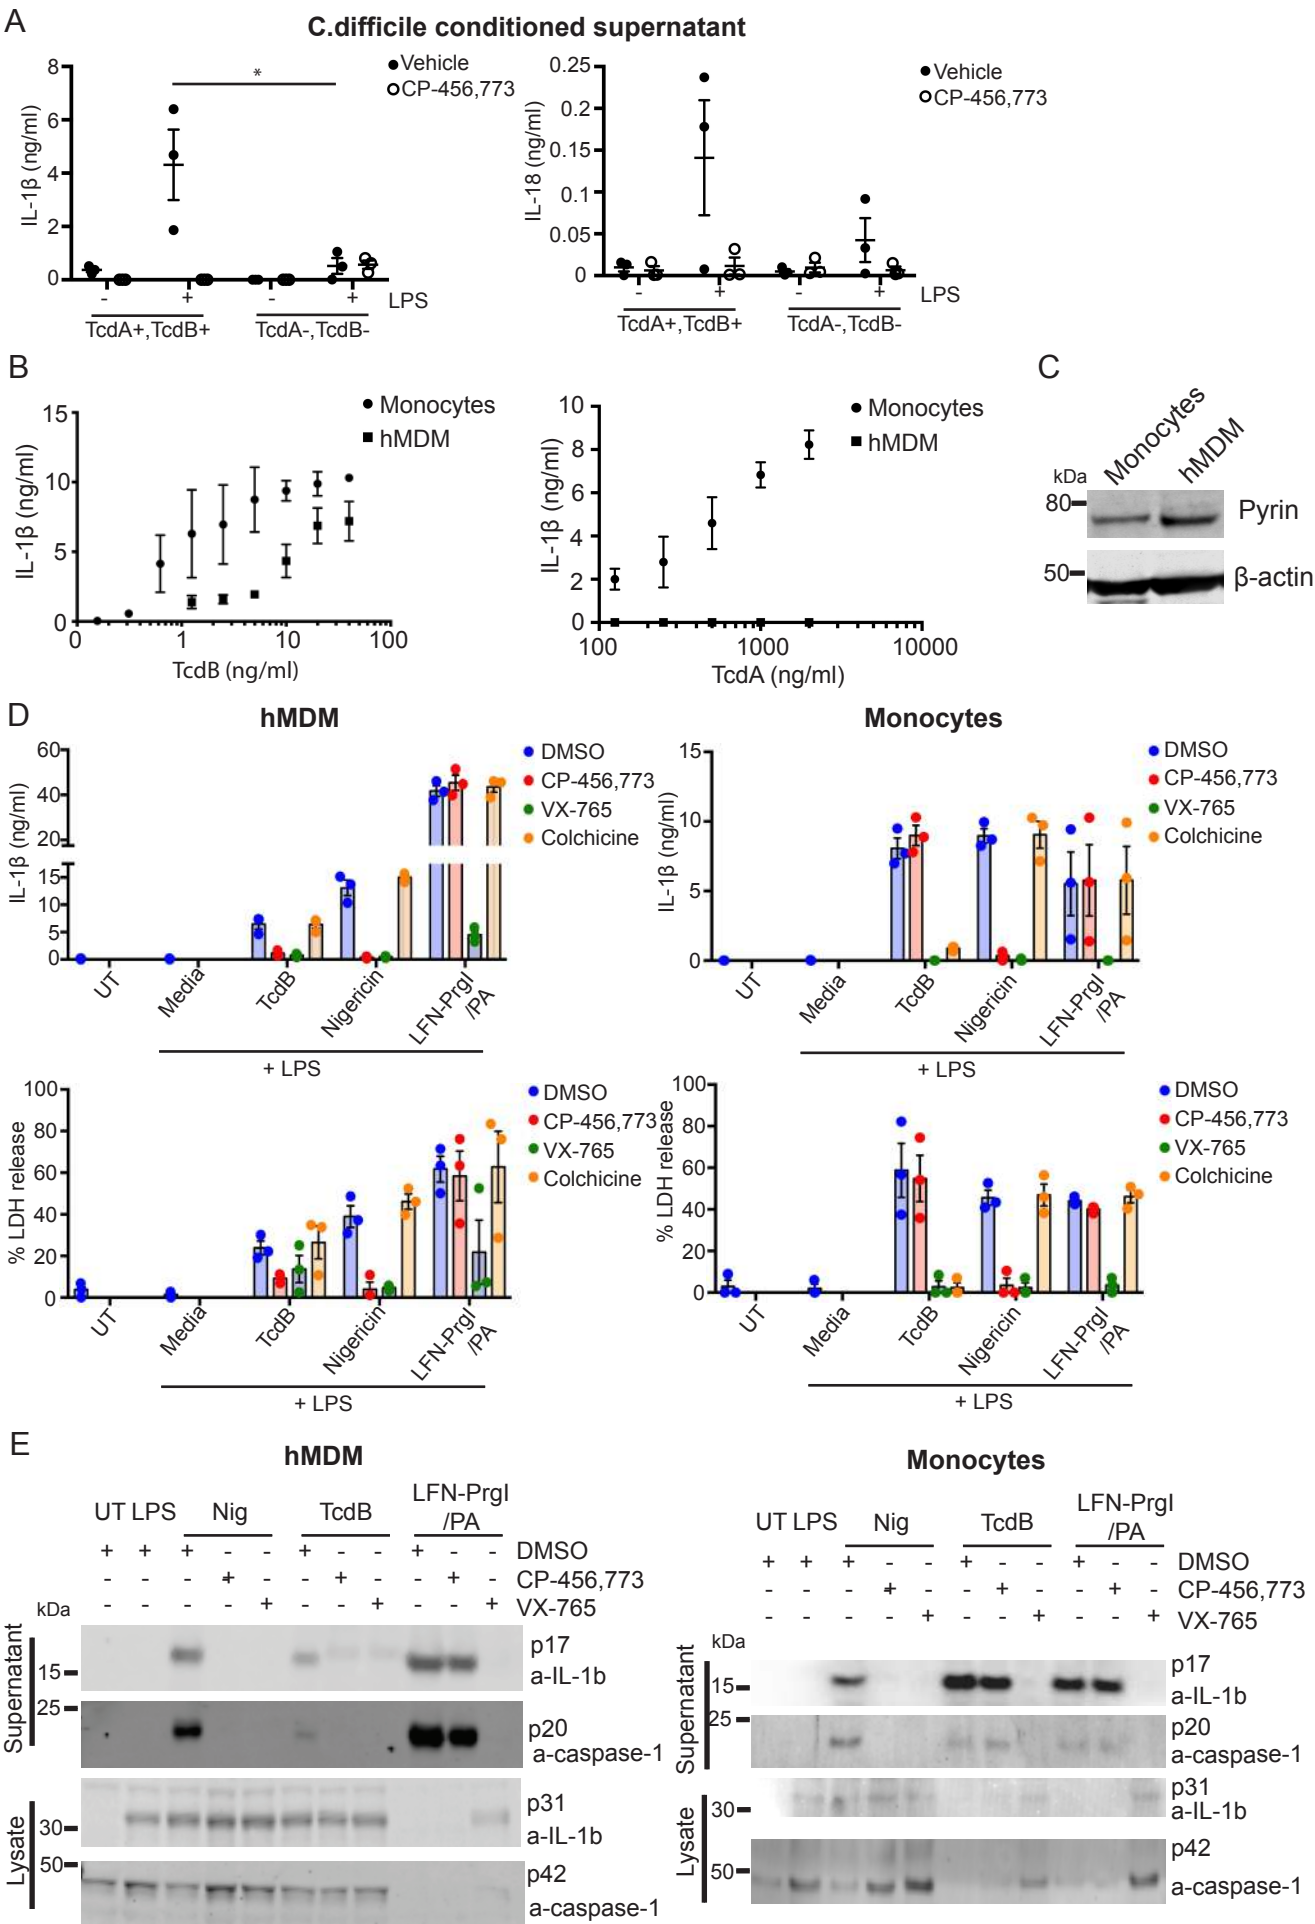 A
C.difficile conditioned supernatant
IL-1β (ng/ml)
8
6
4
2
0
*
Vehicle
CP-456,773
- + - + LPS
TcdA+,TcdB+ TcdA-,TcdB-
IL-18 (ng/ml)
0.25
0.2
0.15
0.1
0.05
0
Vehicle
CP-456,773
- + - + LPS
TcdA+,TcdB+ TcdA-,TcdB-
B
IL-1β (ng/ml)
15
10
5
0
Monocytes
hMDM
0 1 10 100
TcdB (ng/ml)
IL-1β (ng/ml)
10
8
6
4
2
0
Monocytes
hMDM
100 1000 10000
TcdA (ng/ml)
C
Monocytes hMDM
kDa
80 Pyrin
50 β-actin
D
hMDM
IL-1β (ng/ml)
60
40
20
15
10
5
0
DMSO
CP-456,773
VX-765
Colchicine
UT Media TcdB Nigericin LFN-PrgI
/PA
+ LPS
Monocytes
IL-1β (ng/ml)
15
10
5
0
DMSO
CP-456,773
VX-765
Colchicine
UT Media TcdB Nigericin LFN-PrgI
/PA
+ LPS
% LDH release
100
80
60
40
20
0
DMSO
CP-456,773
VX-765
Colchicine
UT Media TcdB Nigericin LFN-PrgI
/PA
+ LPS
% LDH release
100
80
60
40
20
0
DMSO
CP-456,773
VX-765
Colchicine
UT Media TcdB Nigericin LFN-PrgI
/PA
+ LPS
E
hMDM
UT LPS Nig TcdB LFN-PrgI
/PA
+ + + - - + - - + - - DMSO
- - - + - - + - - + - CP-456,773
- - - - + - - + - - + VX-765
kDa
Supernatant
15
p17
a-IL-1b
25
p20
a-caspase-1
Lysate
30
p31
a-IL-1b
50
p42
a-caspase-1
Monocytes
UT LPS Nig TcdB LFN-PrgI
/PA
+ + + - - + - - + - - DMSO
- - - + - - + - - + - CP-456,773
- - - - + - - + - - + VX-765
kDa
Supernatant
15
p17
a-IL-1b
25
p20
a-caspase-1
Lysate
30
p31
a-IL-1b
50
p42
a-caspase-1